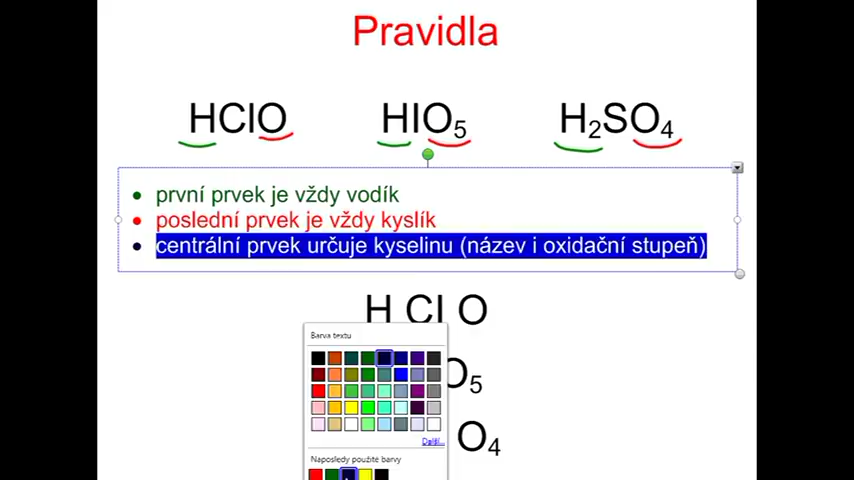 Pravidla
HClO HIO5 H2SO4
• první prvek je vždy vodík
• poslední prvek je vždy kyslík
• centrální prvek určuje kyselinu (název i oxidační stupeň)
H Cl O
Barva textu
O5
O4
Další...
Naposledy použité barvy